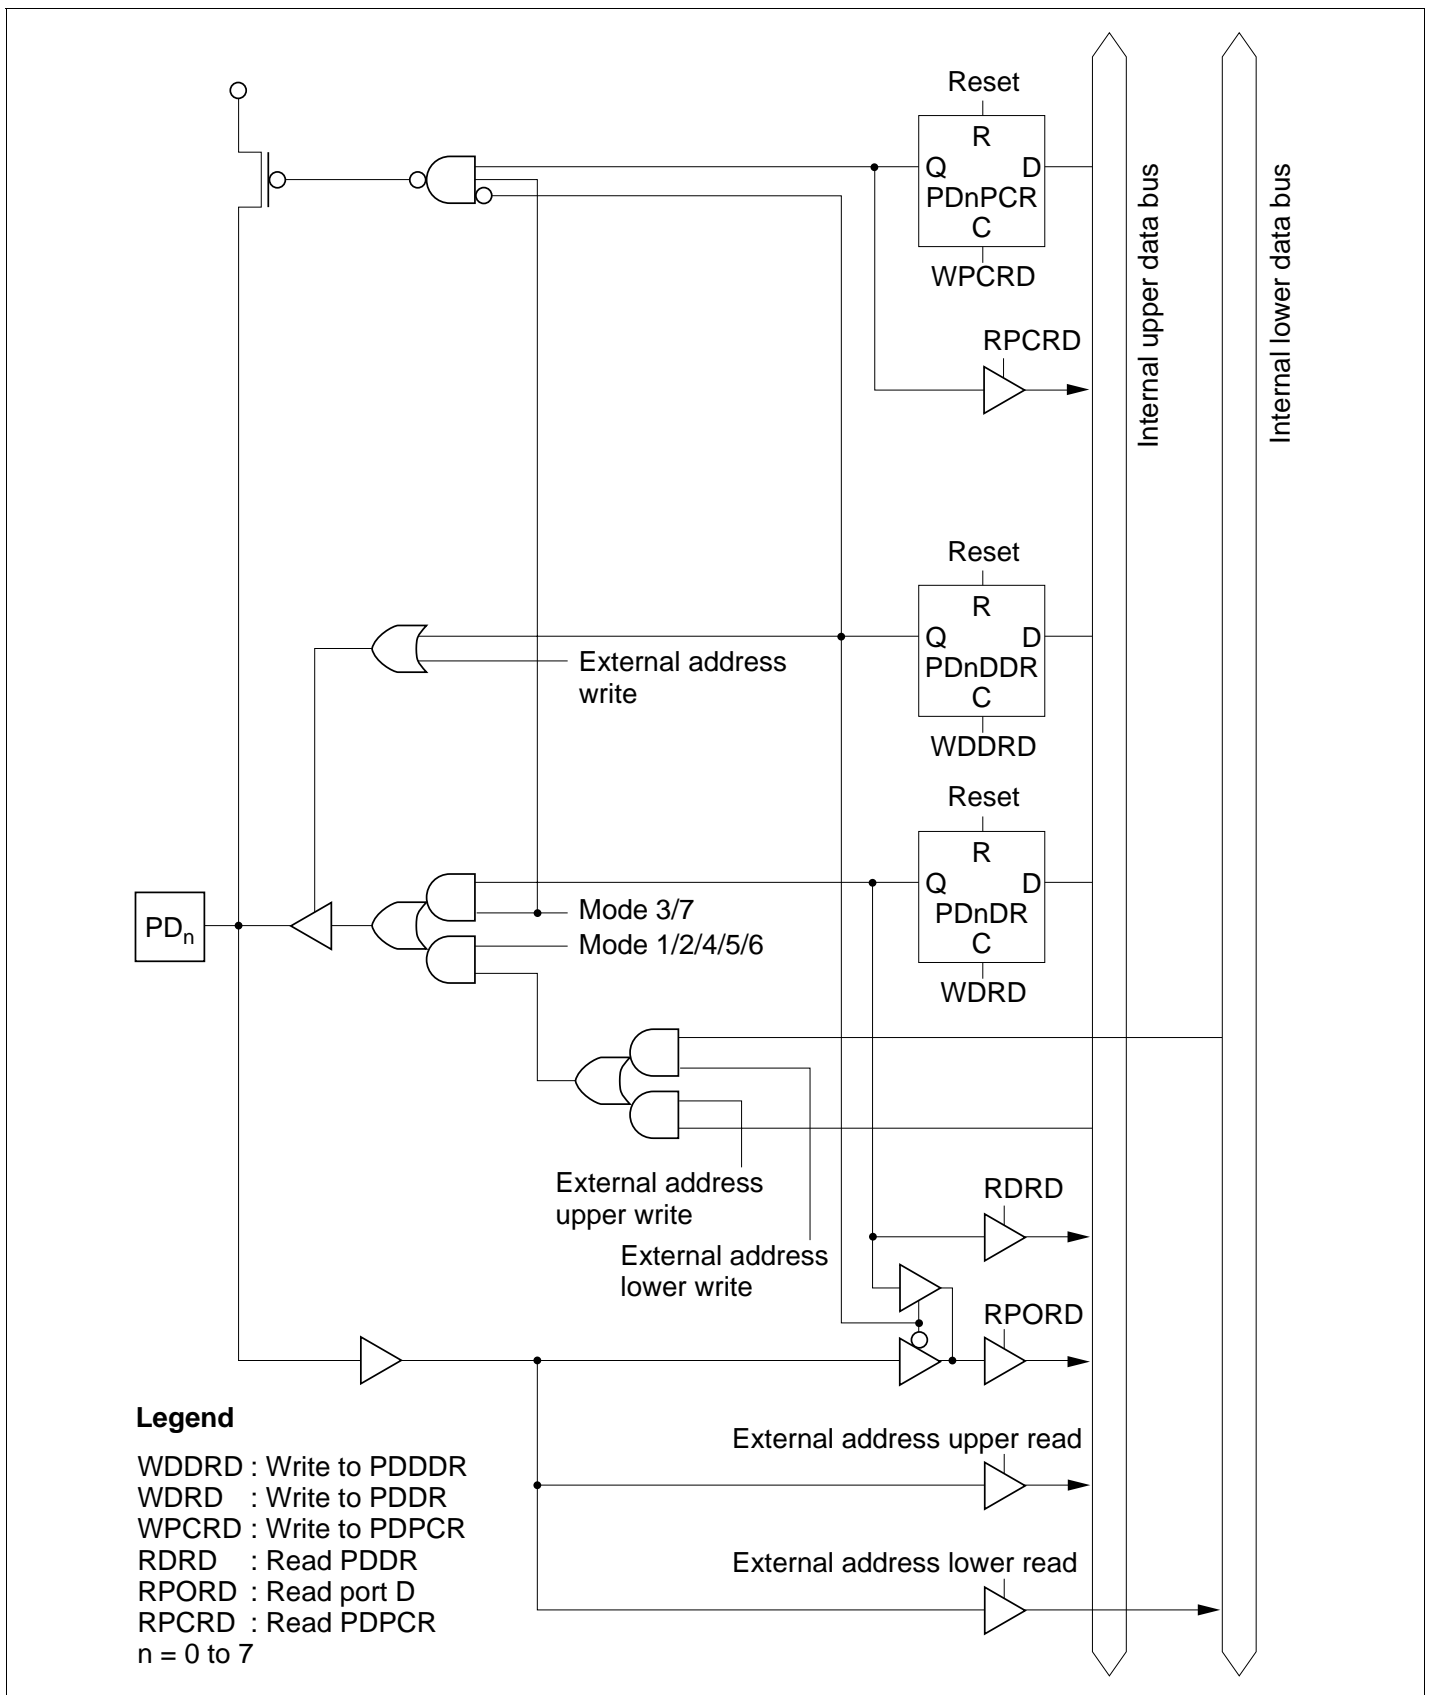 Reset
R
Q D
PDnPCR
C
WPCRD
RPCRD
Internal upper data bus
Internal lower data bus
Reset
R
Q D
PDnDDR
C
WDDRD
External address
write
Reset
R
Q D
PDnDR
C
WDRD
PDn
Mode 3/7
Mode 1/2/4/5/6
External address
upper write
External address
lower write
RDRD
RPORD
External address upper read
External address lower read
Legend
WDDRD : Write to PDDDR
WDRD : Write to PDDR
WPCRD : Write to PDPCR
RDRD : Read PDDR
RPORD : Read port D
RPCRD : Read PDPCR
n = 0 to 7